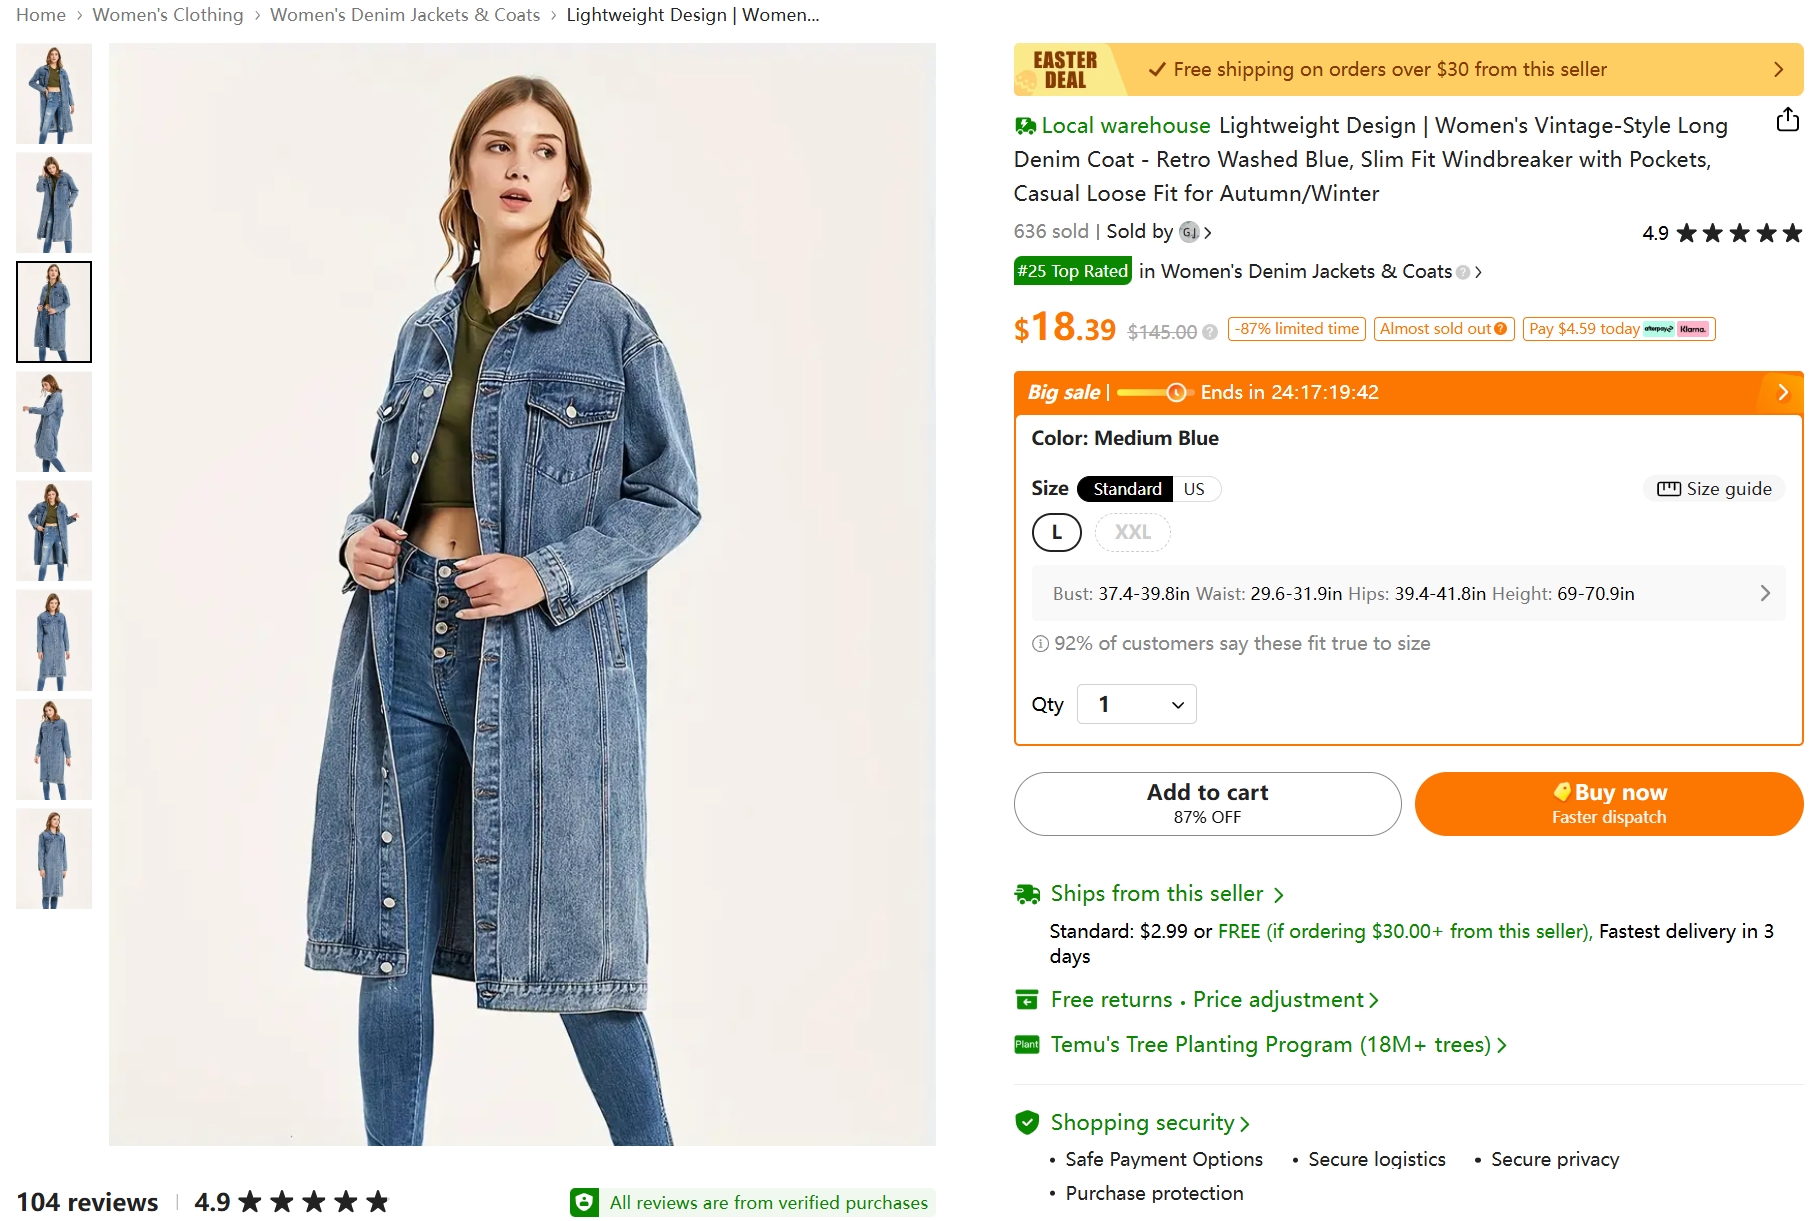 Home › Women's Clothing › Women's Denim Jackets & Coats › Lightweight Design | Women...
EASTER
DEAL
Free shipping on orders over $30 from this seller
Local warehouse Lightweight Design | Women's Vintage-Style Long
Denim Coat - Retro Washed Blue, Slim Fit Windbreaker with Pockets,
Casual Loose Fit for Autumn/Winter
636 sold | Sold by GJ
4.9
#25 Top Rated in Women's Denim Jackets & Coats
$18.39 $145.00 -87% limited time Almost sold out Pay $4.59 today afterpay Klarna.
Big sale | Ends in 24:17:19:42
Color: Medium Blue
Size Standard US Size guide
L XXL
Bust: 37.4-39.8in Waist: 29.6-31.9in Hips: 39.4-41.8in Height: 69-70.9in
92% of customers say these fit true to size
Qty 1
Add to cart
87% OFF
Buy now
Faster dispatch
Ships from this seller
Standard: $2.99 or FREE (if ordering $30.00+ from this seller), Fastest delivery in 3
days
Free returns · Price adjustment
Plant Temu's Tree Planting Program (18M+ trees)
Shopping security
• Safe Payment Options • Secure logistics • Secure privacy
• Purchase protection
104 reviews | 4.9
All reviews are from verified purchases